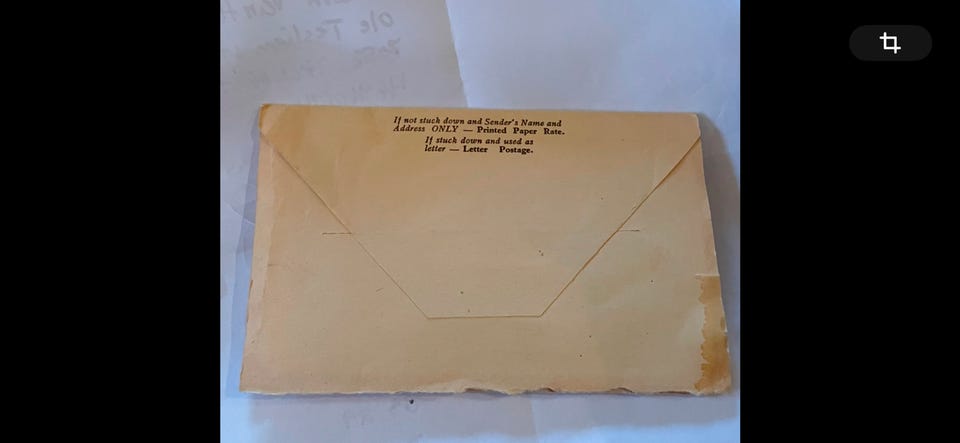 If not stuck down and Sender's Name and
Address ONLY — Printed Paper Rate.
If stuck down and used as
letter — Letter Postage.